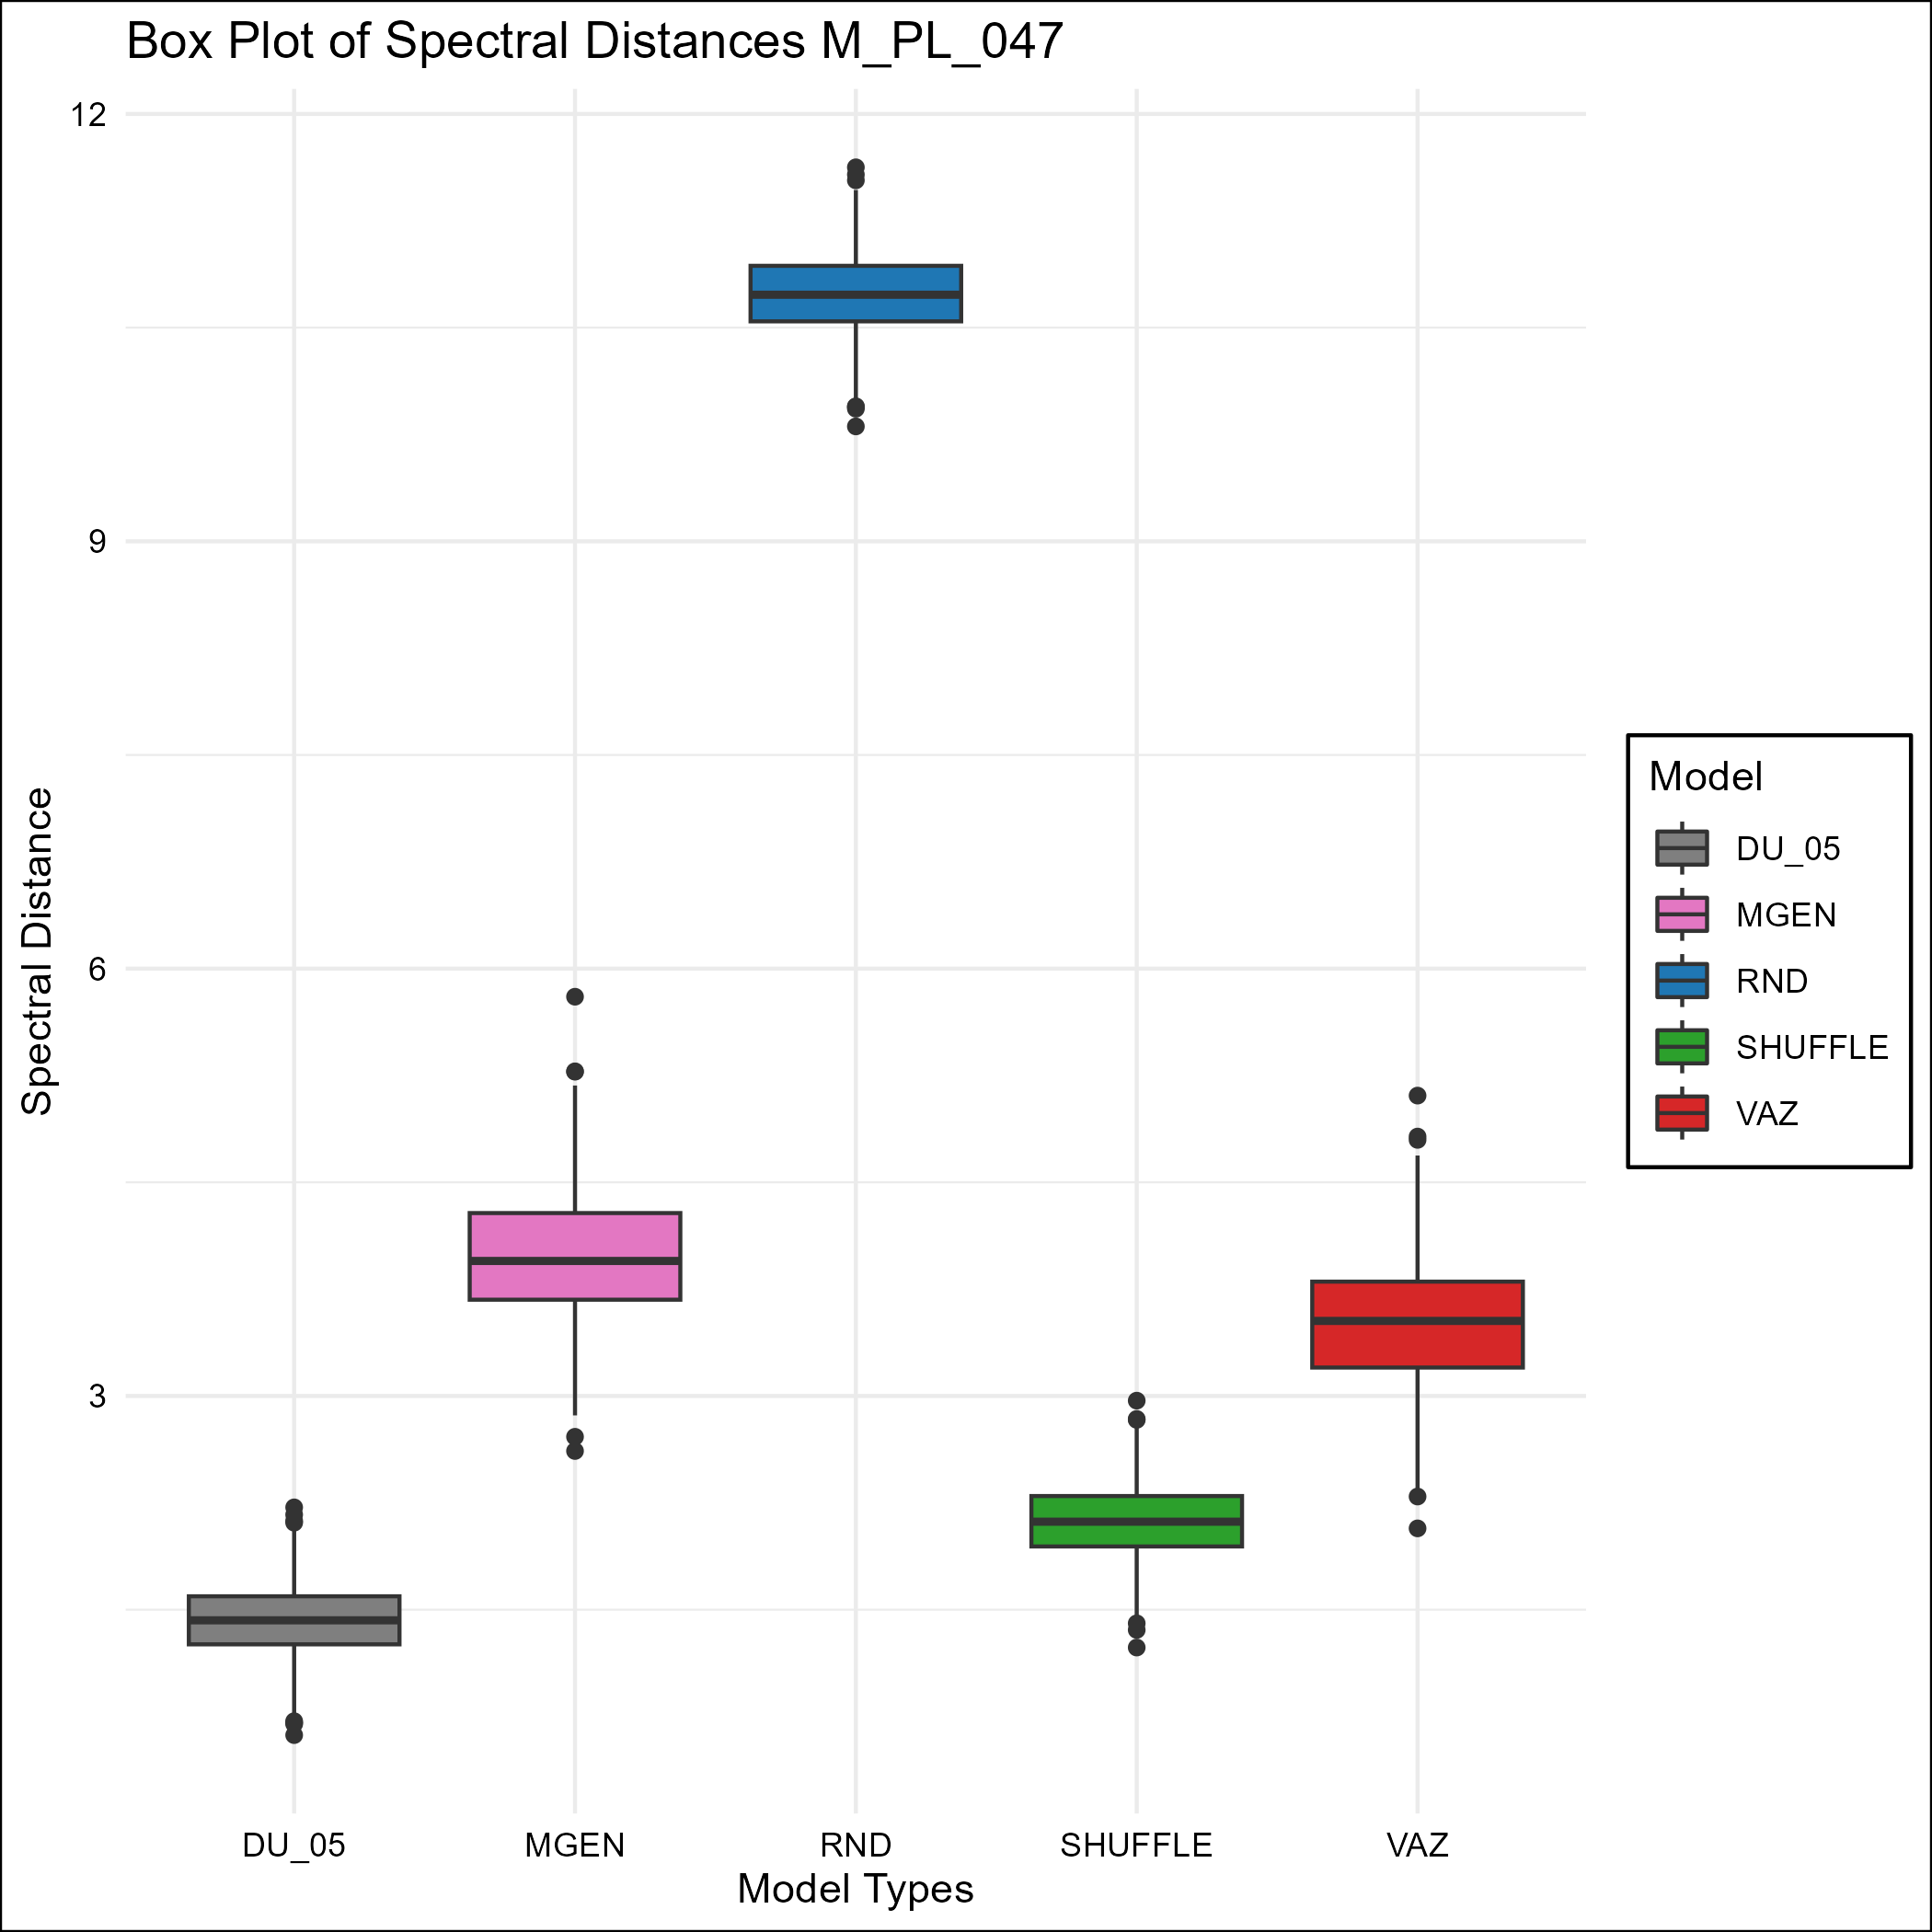 Box Plot of Spectral Distances M_PL_047
12
9
6
3
Spectral Distance
DU_05
MGEN
RND
SHUFFLE
VAZ
Model Types
Model
DU_05
MGEN
RND
SHUFFLE
VAZ